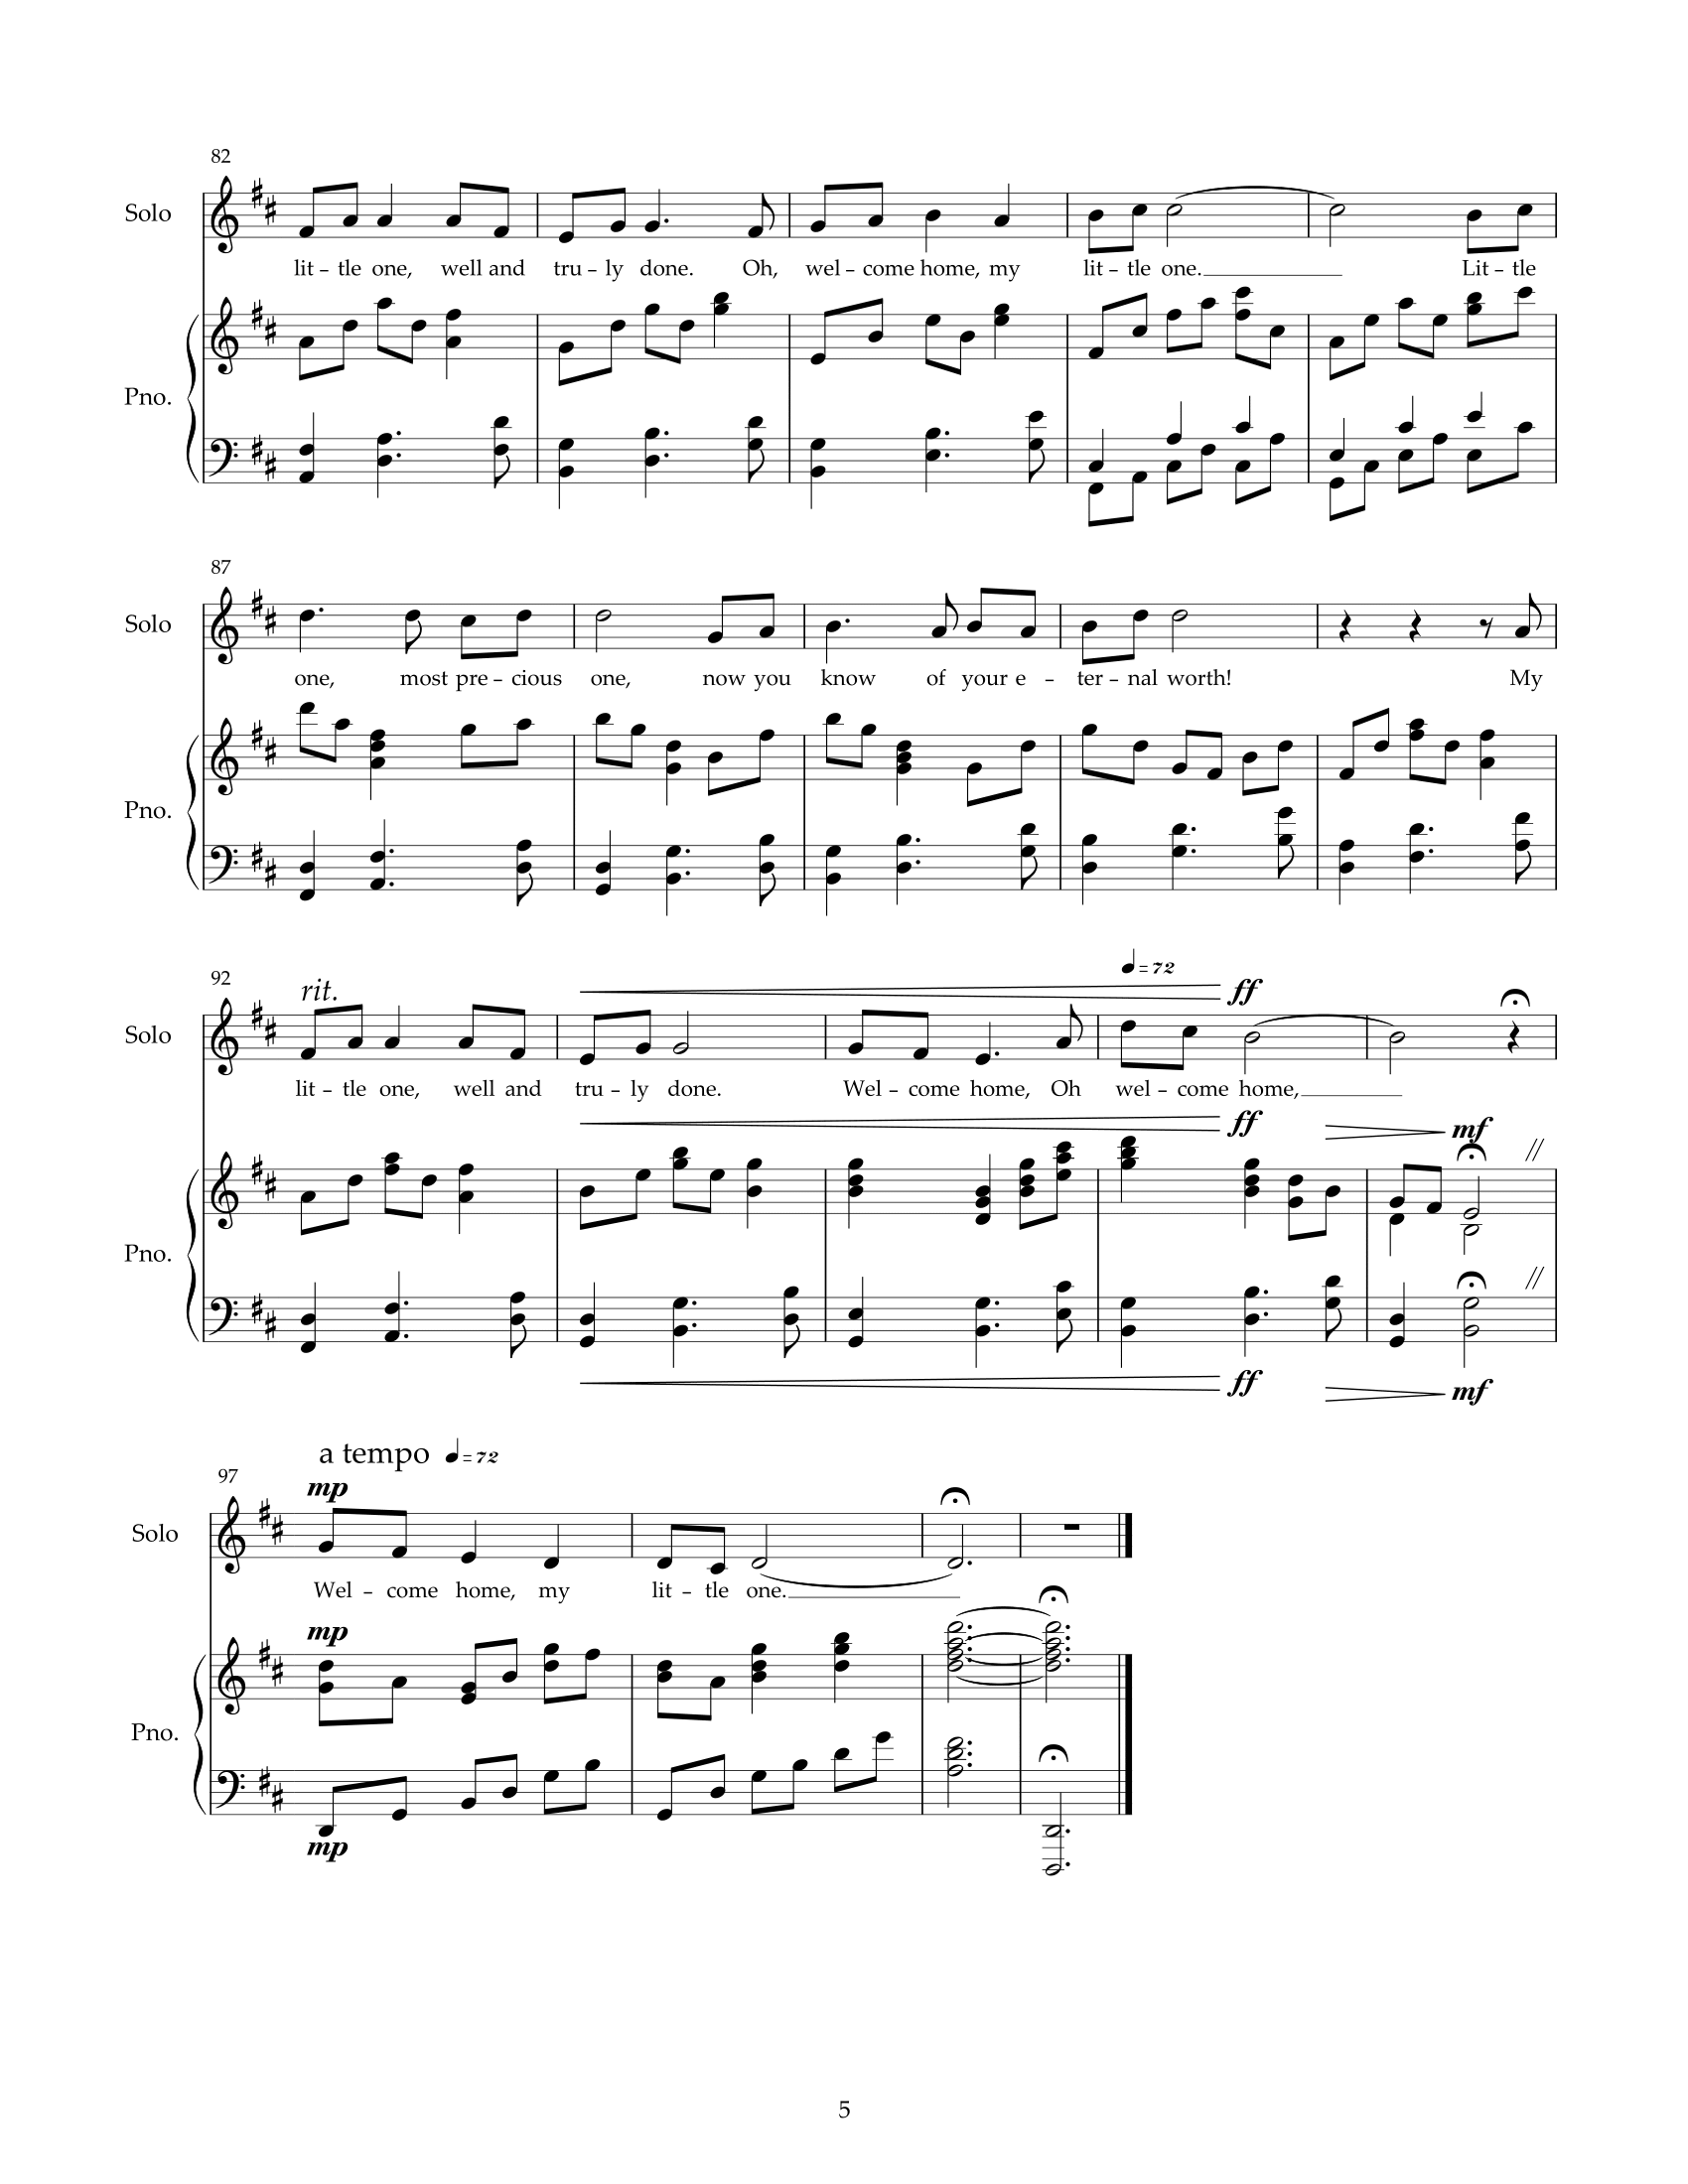 82
Solo
lit – tle one, well and tru – ly done. Oh, wel – come home, my lit – tle one. Lit – tle
Pno.
87
Solo
one, most pre – cious one, now you know of your e – ter – nal worth! My
Pno.
92
rit.
= 72
ff
Solo
lit – tle one, well and tru – ly done. Wel – come home, Oh wel – come home,
ff mf
Pno.
ff mf
a tempo = 72
97
mp
Solo
Wel – come home, my lit – tle one.
mp
Pno.
mp
5